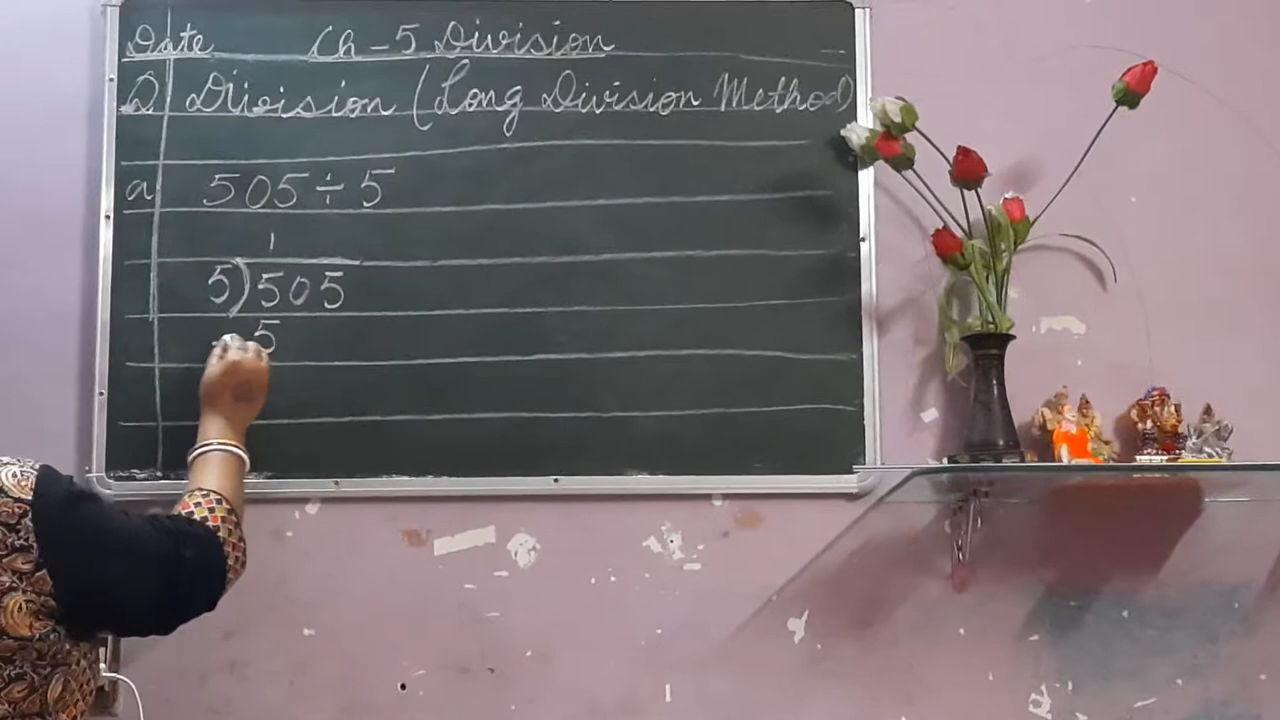 Date Ch-5 Division
Q Division (Long Division Method)
a 505 ÷ 5
1
5)505
5